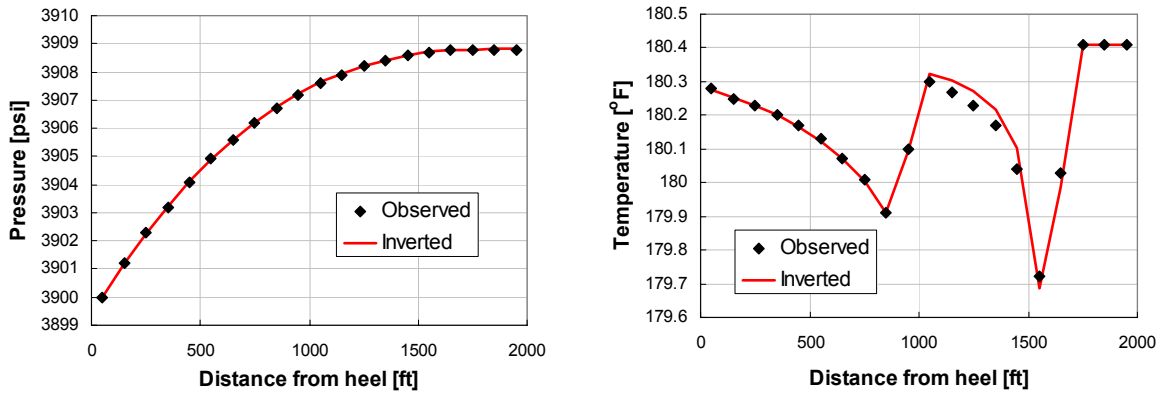 3910
3909
3908
3907
3906
3905
3904
3903
3902
3901
3900
3899
Pressure [psi]
0 500 1000 1500 2000
Distance from heel [ft]
Observed
Inverted
180.5
180.4
180.3
180.2
180.1
180
179.9
179.8
179.7
179.6
Temperature [°F]
0 500 1000 1500 2000
Distance from heel [ft]
Observed
Inverted